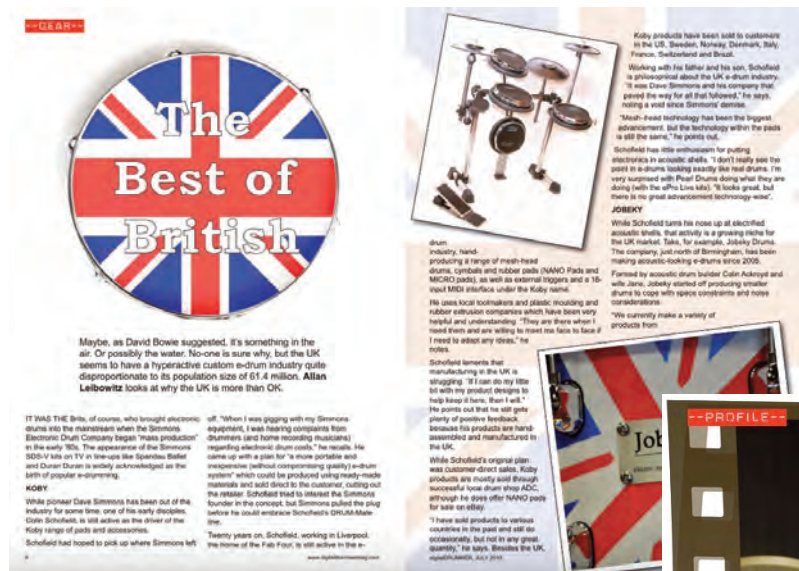 --GEAR--
The
Best of
British
Maybe, as David Bowie suggested, it's something in the
air. Or possibly the water. No-one is sure why, but the UK
seems to have a hyperactive custom e-drum industry quite
disproportionate to its population size of 61.4 million. Allan
Leibowitz looks at why the UK is more than OK.
IT WAS THE Brits, of course, who brought electronic
drums into the mainstream when the Simmons
Electronic Drum Company began "mass production"
in the early '80s. The appearance of the Simmons
SDS-V kits on TV in line-ups like Spandau Ballet
and Duran Duran is widely acknowledged as the
birth of popular e-drumming.
KOBY
While pioneer Dave Simmons has been out of the
industry for some time, one of his early disciples,
Colin Schofield, is still active as the driver of the
Koby range of pads and accessories.
Schofield had hoped to pick up where Simmons left
off. "When I was gigging with my Simmons
equipment, I was hearing complaints from
drummers (and home recording musicians)
regarding electronic drum costs," he recalls. He
came up with a plan for "a more portable and
inexpensive (without compromising quality) e-drum
system" which could be produced using ready-made
materials and sold direct to the customer, cutting out
the retailer. Schofield tried to interest the Simmons
founder in the concept, but Simmons pulled the plug
before he could embrace Schofield's DRUM-Mate
line.
Twenty years on, Schofield, working in Liverpool,
the home of the Fab Four, is still active in the e-
www.digitaldrummermag.com
drum
industry, hand-
producing a range of mesh-head
drums, cymbals and rubber pads (NANO Pads and
MICRO pads), as well as external triggers and a 16-
input MIDI interface under the Koby name.
He uses local toolmakers and plastic moulding and
rubber extrusion companies which have been very
helpful and understanding. "They are there when I
need them and are willing to meet me face to face if
I need to adapt any ideas," he
notes.
Schofield laments that
manufacturing in the UK is
struggling. "If I can do my little
bit with my product designs to
help keep it here, then I will."
He points out that he still gets
plenty of positive feedback
because his products are hand-
assembled and manufactured in
the UK.
While Schofield's original plan
was customer-direct sales, Koby
products are mostly sold through
successful local drum shop ADC,
although he does offer NANO pads
for sale on eBay.
"I have sold products to various
countries in the past and still do
occasionally, but not in any great
quantity," he says. Besides the UK,
digitalDRUMMER, JULY 2010
Koby products have been sold to customers
in the US, Sweden, Norway, Denmark, Italy,
France, Switzerland and Brazil.
Working with his father and his son, Schofield
is philosophical about the UK e-drum industry.
"It was Dave Simmons and his company that
paved the way for all that followed," he says,
noting a void since Simmons' demise.
"Mesh-head technology has been the biggest
advancement, but the technology within the pads
is still the same," he points out.
Schofield has little enthusiasm for putting
electronics in acoustic shells. "I don't really see the
point in e-drums looking exactly like real drums. I'm
very surprised with Pearl Drums doing what they are
doing (with the ePro Live kits). "It looks great, but
there is no great advancement technology-wise".
JOBEKY
While Schofield turns his nose up at electrified
acoustic shells, that activity is a growing niche for
the UK market. Take, for example, Jobeky Drums.
The company, just north of Birmingham, has been
making acoustic-looking e-drums since 2005.
Formed by acoustic drum builder Colin Ackroyd and
wife Jane, Jobeky started off producing smaller
drums to cope with space constraints and noise
considerations.
"We currently make a variety of
products from
Job
--PROFILE--